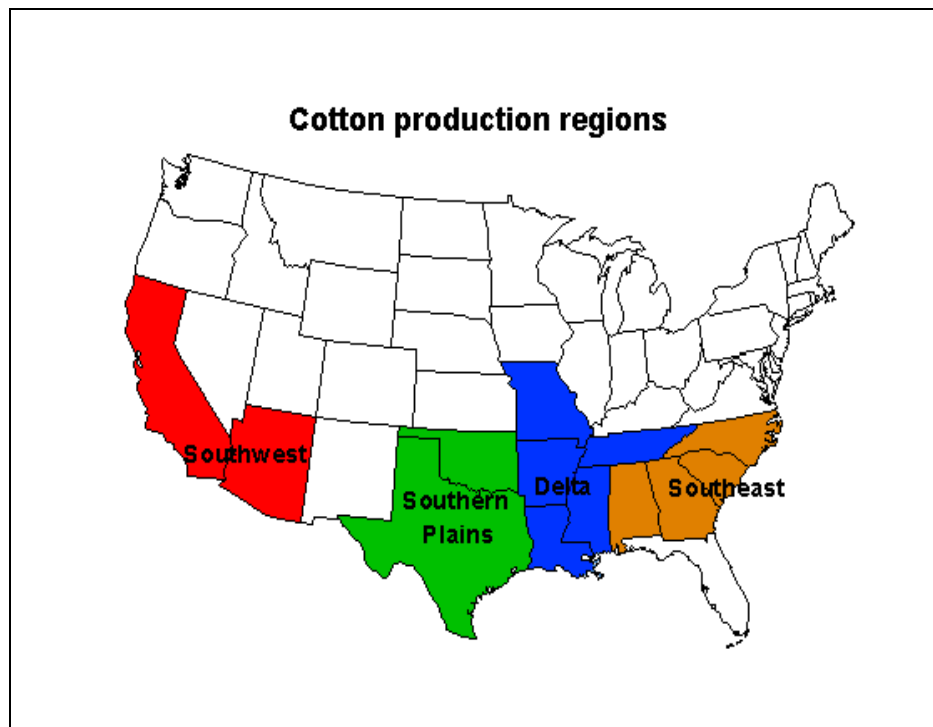 Cotton production regions
Southwest
Southern
Plains
Delta
Southeast